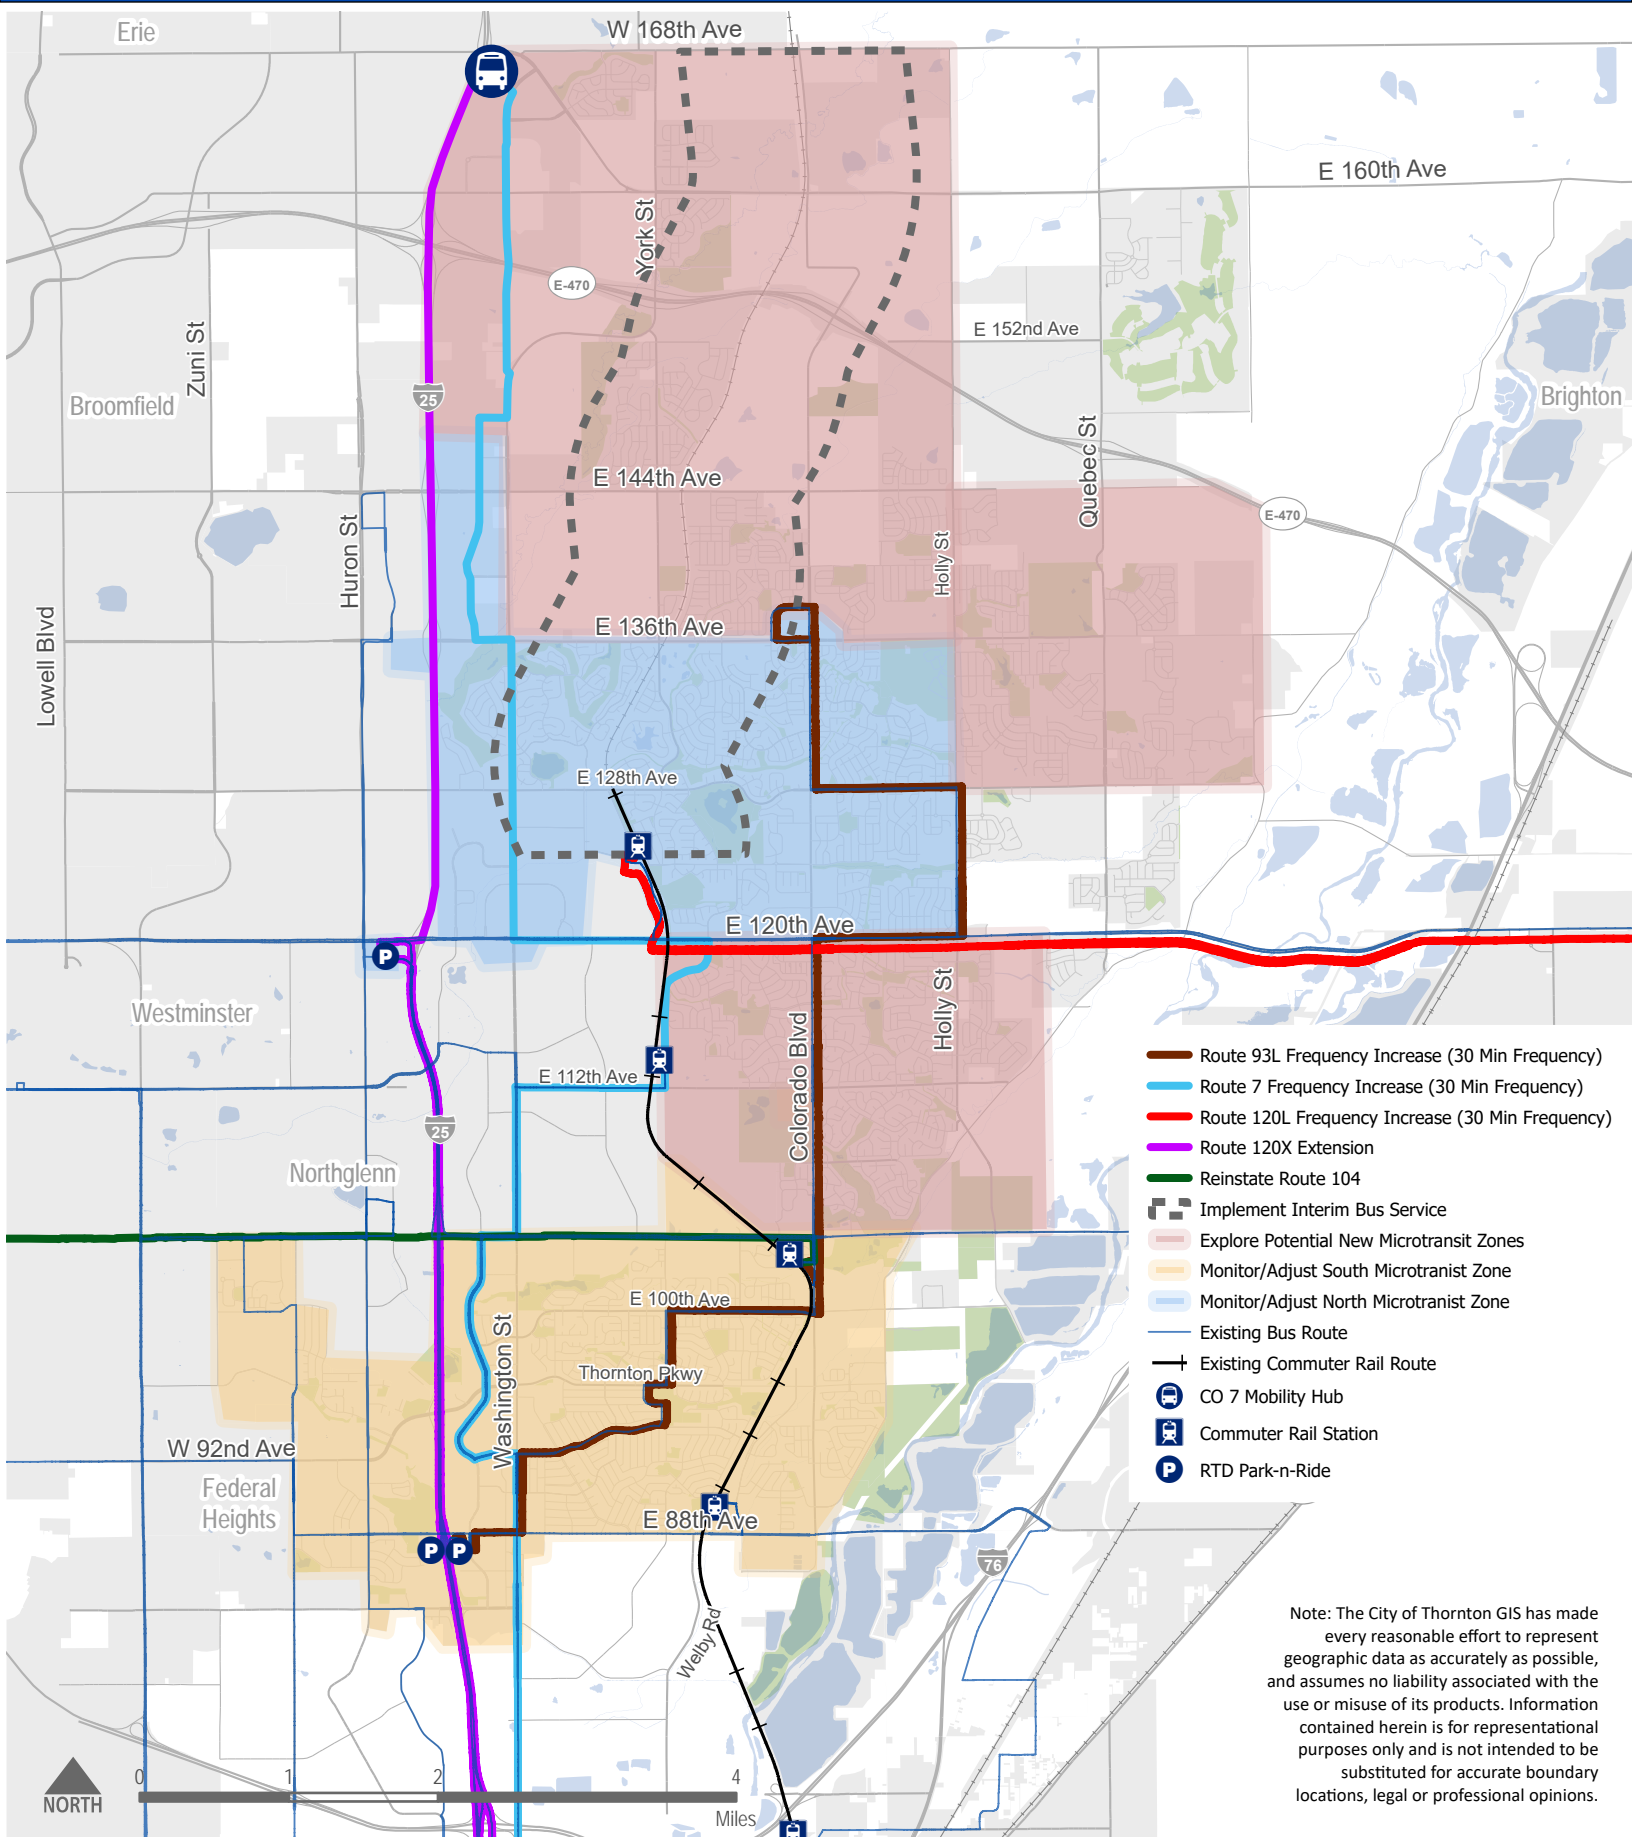 Erie
W 168th Ave
E 160th Ave
York St
E-470
E 152nd Ave
Zuni St
25
Broomfield
Brighton
Quebec St
E 144th Ave
E-470
Huron St
Holly St
Lowell Blvd
E 136th Ave
E 128th Ave
E 120th Ave
P
Westminster
Holly St
Colorado Blvd
E 112th Ave
25
Northglenn
E 100th Ave
Washington St
Thornton Pkwy
W 92nd Ave
Federal
Heights
E 88th Ave
P
P
76
Welby Rd
Route 93L Frequency Increase (30 Min Frequency)
Route 7 Frequency Increase (30 Min Frequency)
Route 120L Frequency Increase (30 Min Frequency)
Route 120X Extension
Reinstate Route 104
Implement Interim Bus Service
Explore Potential New Microtransit Zones
Monitor/Adjust South Microtranist Zone
Monitor/Adjust North Microtranist Zone
Existing Bus Route
Existing Commuter Rail Route
CO 7 Mobility Hub
Commuter Rail Station
P RTD Park-n-Ride
Note: The City of Thornton GIS has made
every reasonable effort to represent
geographic data as accurately as possible,
and assumes no liability associated with the
use or misuse of its products. Information
contained herein is for representational
purposes only and is not intended to be
substituted for accurate boundary
locations, legal or professional opinions.
NORTH
0 1 2 4
Miles